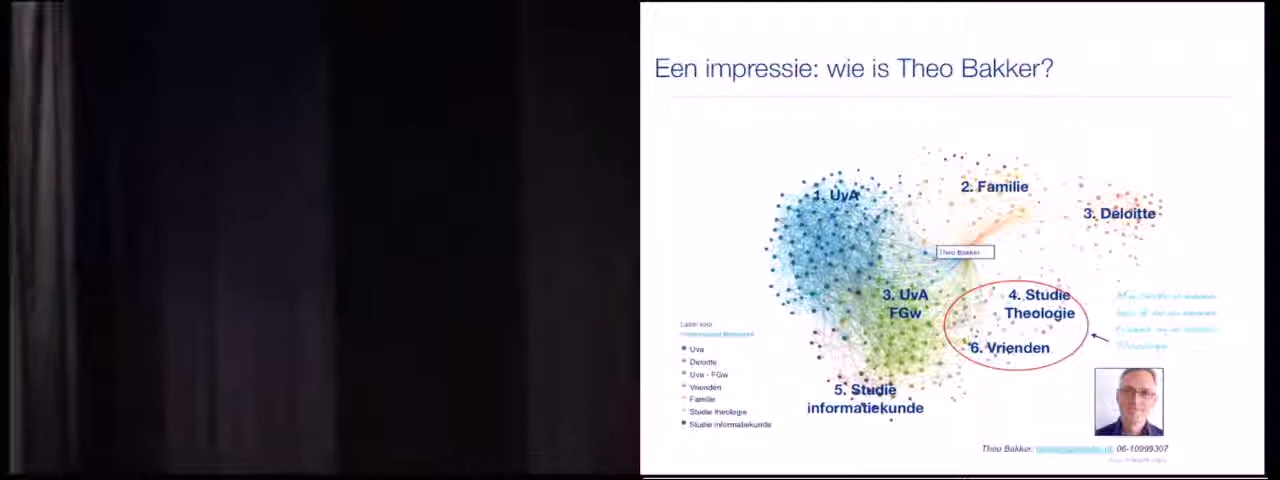 Een impressie: wie is Theo Bakker?
1. UvA
2. Familie
3. Deloitte
Theo Bakker
3. UvA
FGw
4. Studie
Theologie
6. Vrienden
5. Studie
informatiekunde
Uva
Deloitte
Uva - FGw
Vrienden
Familie
Studie theologie
Studie informatiekunde
Theo Bakker, 06-10999307